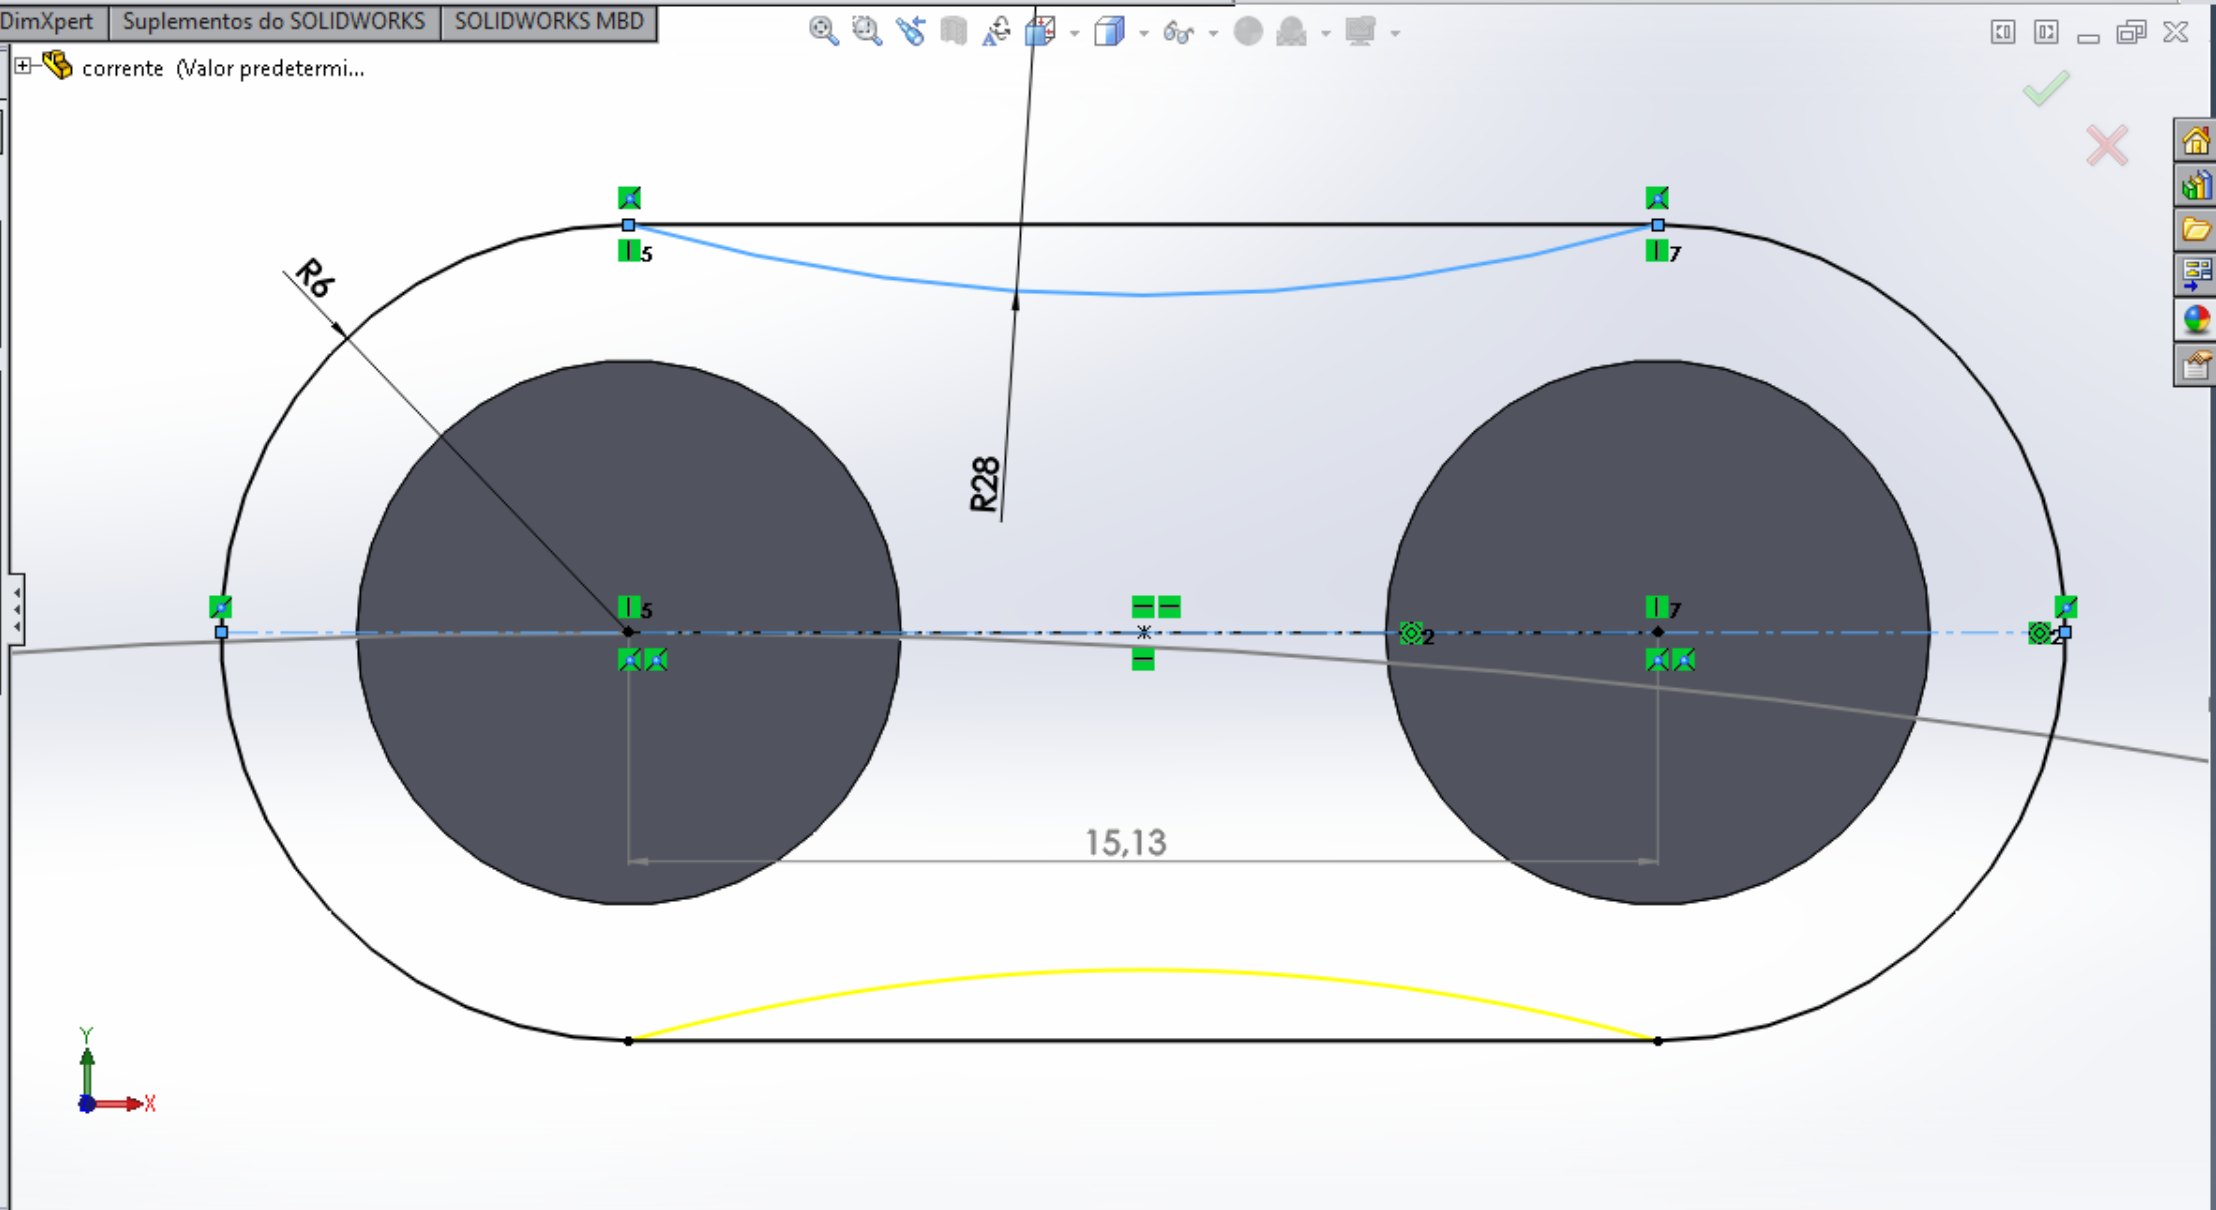 DimXpert
Suplementos do SOLIDWORKS
SOLIDWORKS MBD
corrente (Valor predetermi...
5
7
R6
R28
5
7
2
2
15,13
Y
X